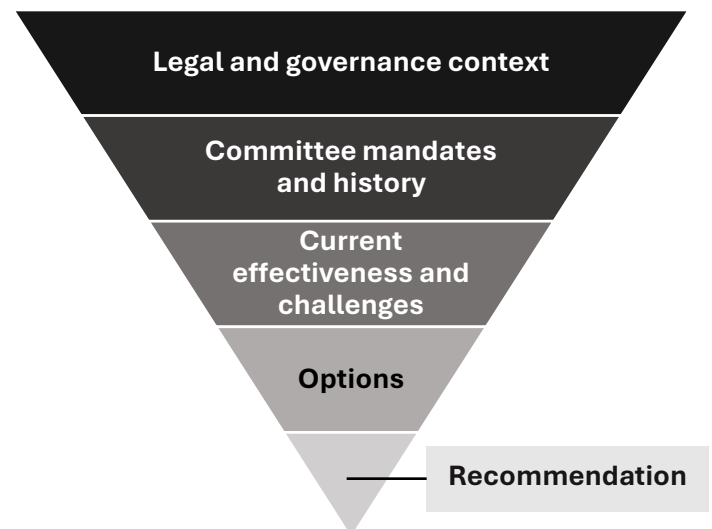 Legal and governance context
Committee mandates
and history
Current
effectiveness and
challenges
Options
Recommendation